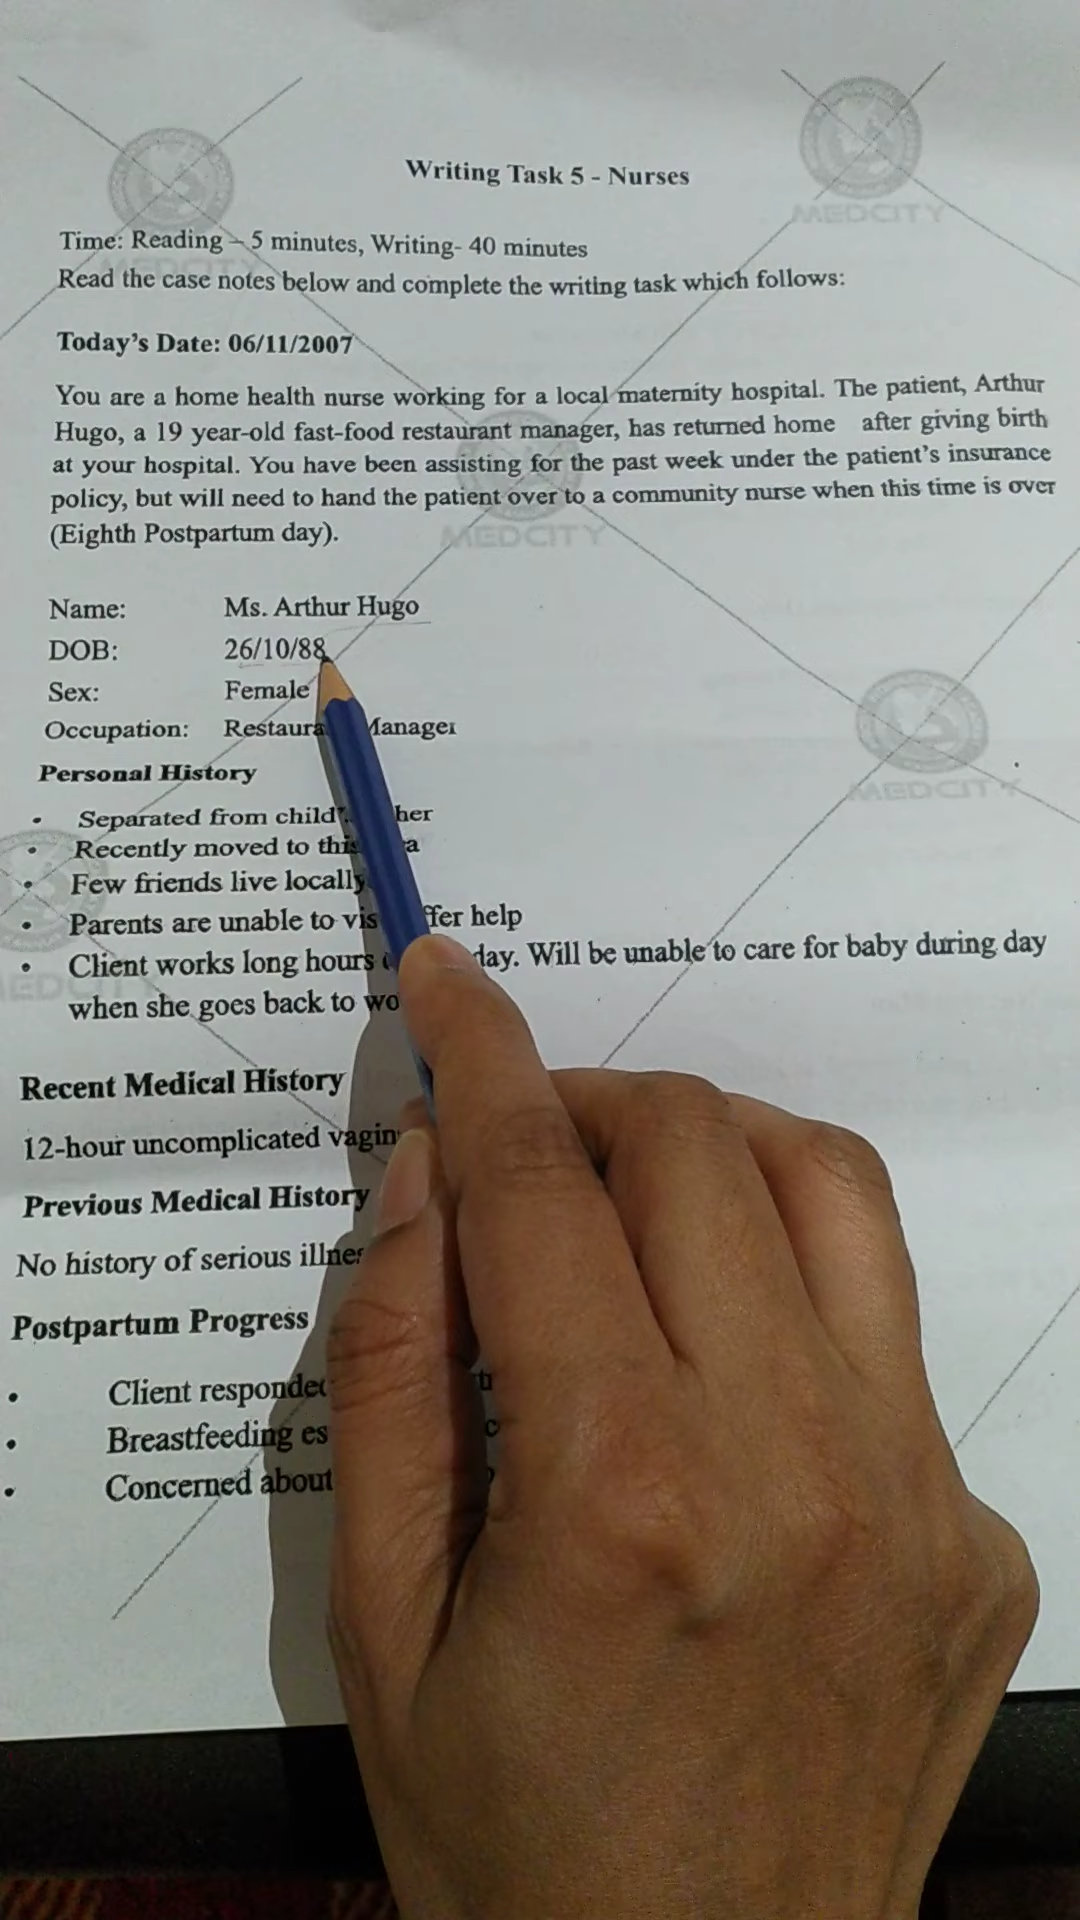 Writing Task 5 - Nurses
MEDCITY
Time: Reading – 5 minutes, Writing- 40 minutes
Read the case notes below and complete the writing task which follows:
Today's Date: 06/11/2007
You are a home health nurse working for a local maternity hospital. The patient, Arthur
Hugo, a 19 year-old fast-food restaurant manager, has returned home after giving birth
at your hospital. You have been assisting for the past week under the patient's insurance
policy, but will need to hand the patient over to a community nurse when this time is over
(Eighth Postpartum day).
MEDCITY
Name: Ms. Arthur Hugo
DOB: 26/10/88
Sex: Female
Occupation: Restaura Manager
MEDCITY
Personal History
• Separated from child her
• Recently moved to this a
• Few friends live locally
• Parents are unable to vis ffer help
• Client works long hours day. Will be unable to care for baby during day
when she goes back to wo
Recent Medical History
12-hour uncomplicated vagin
Previous Medical History
No history of serious illnes
Postpartum Progress
• Client responded
• Breastfeeding es
• Concerned about